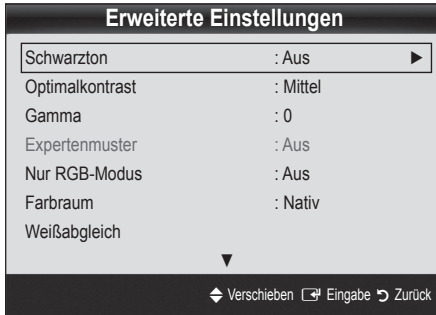 Erweiterte Einstellungen
Schwarzton : Aus ►
Optimalkontrast : Mittel
Gamma : 0
Expertenmuster : Aus
Nur RGB-Modus : Aus
Farbraum : Nativ
Weißabgleich
▼
Verschieben Eingabe Zurück